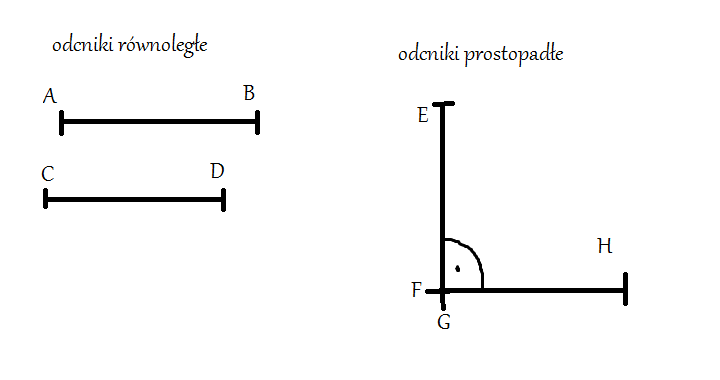 odcniki równoległe
A
B
C
D
odcniki prostopadłe
E
H
F
G